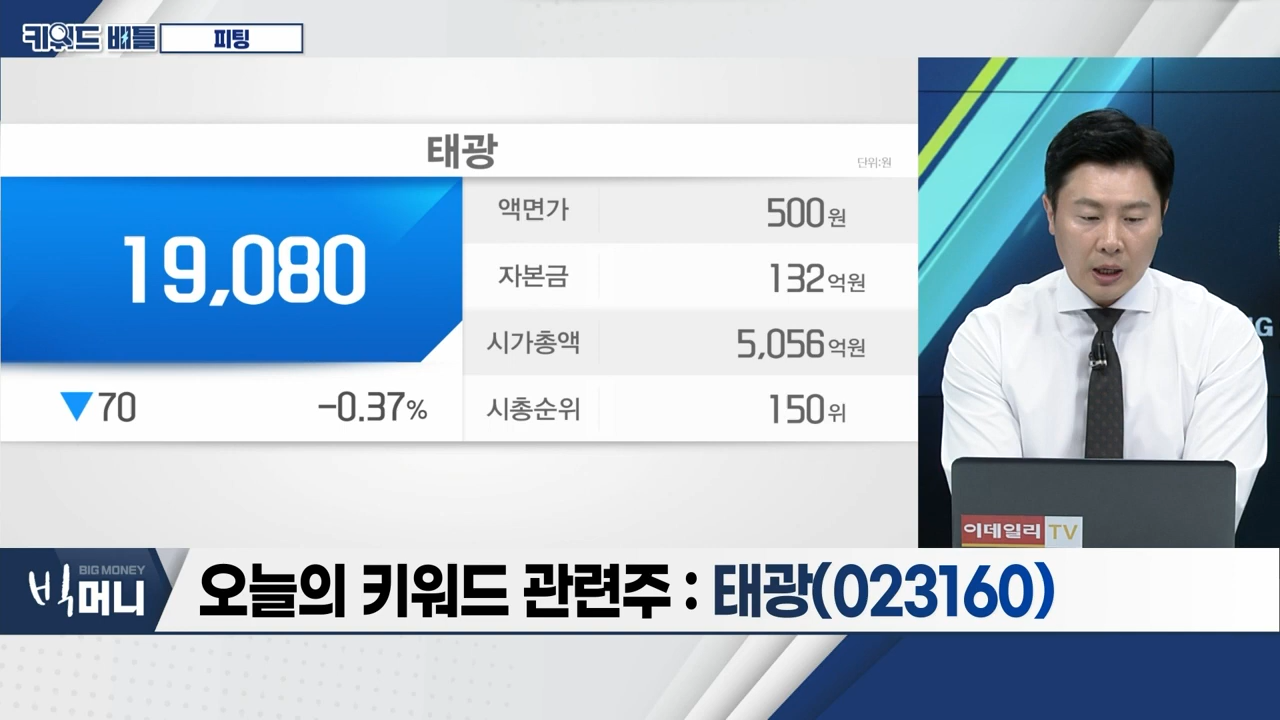 키워드 배틀
피팅
태광
단위:원
19,080
▼70 -0.37%
액면가 500원
자본금 132억원
시가총액 5,056억원
시총순위 150위
G
이데일리TV
BIG MONEY
빅머니
오늘의 키워드 관련주 : 태광(023160)